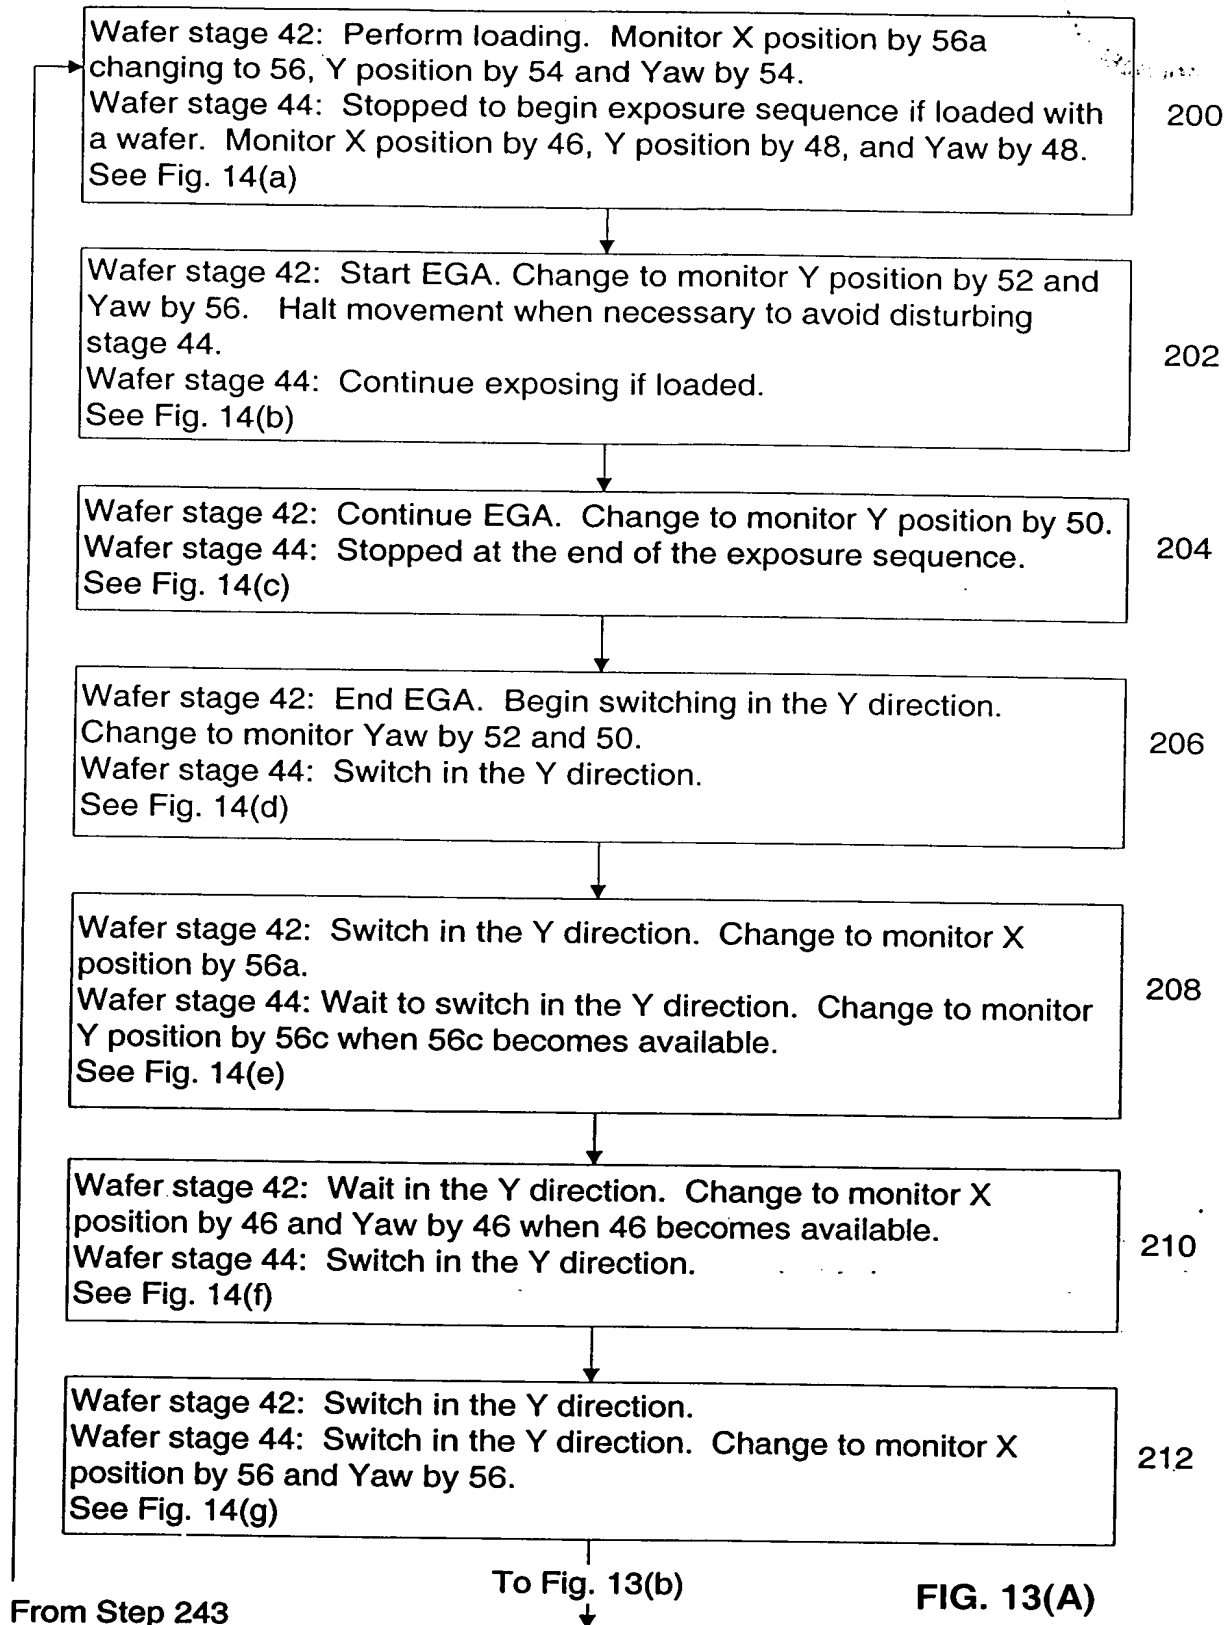 Wafer stage 42: Perform loading. Monitor X position by 56a
changing to 56, Y position by 54 and Yaw by 54.
Wafer stage 44: Stopped to begin exposure sequence if loaded with
a wafer. Monitor X position by 46, Y position by 48, and Yaw by 48.
See Fig. 14(a)
200
Wafer stage 42: Start EGA. Change to monitor Y position by 52 and
Yaw by 56. Halt movement when necessary to avoid disturbing
stage 44.
Wafer stage 44: Continue exposing if loaded.
See Fig. 14(b)
202
Wafer stage 42: Continue EGA. Change to monitor Y position by 50.
Wafer stage 44: Stopped at the end of the exposure sequence.
See Fig. 14(c)
204
Wafer stage 42: End EGA. Begin switching in the Y direction.
Change to monitor Yaw by 52 and 50.
Wafer stage 44: Switch in the Y direction.
See Fig. 14(d)
206
Wafer stage 42: Switch in the Y direction. Change to monitor X
position by 56a.
Wafer stage 44: Wait to switch in the Y direction. Change to monitor
Y position by 56c when 56c becomes available.
See Fig. 14(e)
208
Wafer stage 42: Wait in the Y direction. Change to monitor X
position by 46 and Yaw by 46 when 46 becomes available.
Wafer stage 44: Switch in the Y direction.
See Fig. 14(f)
210
Wafer stage 42: Switch in the Y direction.
Wafer stage 44: Switch in the Y direction. Change to monitor X
position by 56 and Yaw by 56.
See Fig. 14(g)
212
To Fig. 13(b)
FIG. 13(A)
From Step 243